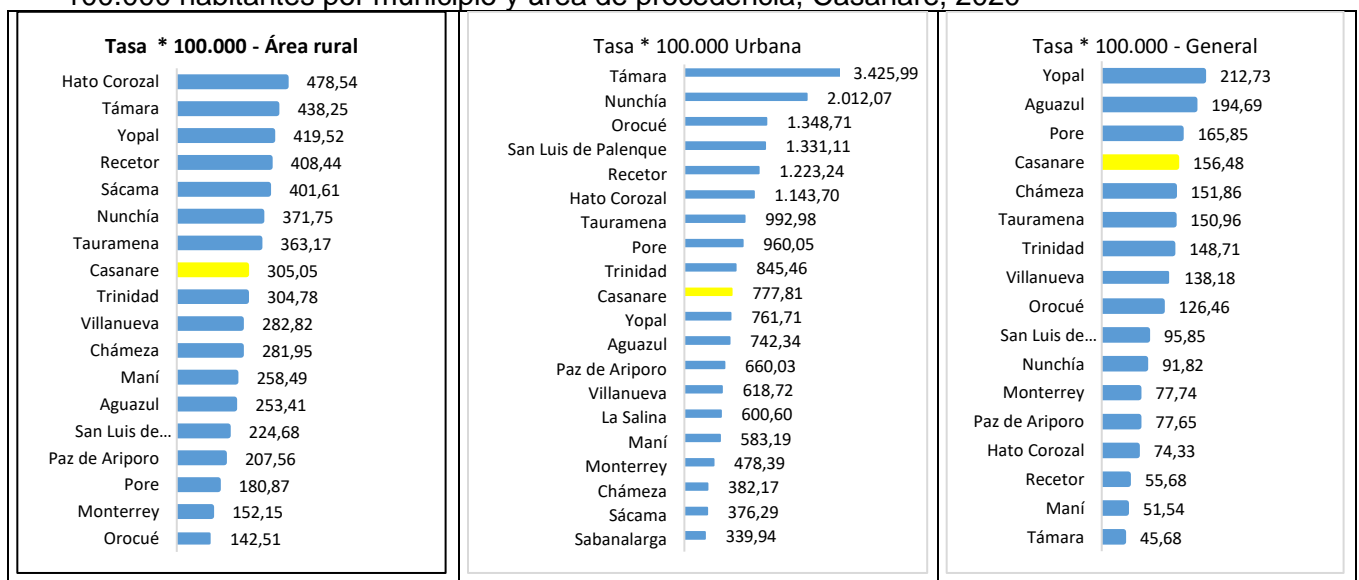 100.000 habitantes por municipio y área de procedencia, Casanare, 2020
Tasa * 100.000 - Área rural
Hato Corozal 478,54
Támara 438,25
Yopal 419,52
Recetor 408,44
Sácama 401,61
Nunchía 371,75
Tauramena 363,17
Casanare 305,05
Trinidad 304,78
Villanueva 282,82
Chámeza 281,95
Maní 258,49
Aguazul 253,41
San Luis de... 224,68
Paz de Ariporo 207,56
Pore 180,87
Monterrey 152,15
Orocué 142,51
Tasa * 100.000 Urbana
Támara 3.425,99
Nunchía 2.012,07
Orocué 1.348,71
San Luis de Palenque 1.331,11
Recetor 1.223,24
Hato Corozal 1.143,70
Tauramena 992,98
Pore 960,05
Trinidad 845,46
Casanare 777,81
Yopal 761,71
Aguazul 742,34
Paz de Ariporo 660,03
Villanueva 618,72
La Salina 600,60
Maní 583,19
Monterrey 478,39
Chámeza 382,17
Sácama 376,29
Sabanalarga 339,94
Tasa * 100.000 - General
Yopal 212,73
Aguazul 194,69
Pore 165,85
Casanare 156,48
Chámeza 151,86
Tauramena 150,96
Trinidad 148,71
Villanueva 138,18
Orocué 126,46
San Luis de... 95,85
Nunchía 91,82
Monterrey 77,74
Paz de Ariporo 77,65
Hato Corozal 74,33
Recetor 55,68
Maní 51,54
Támara 45,68